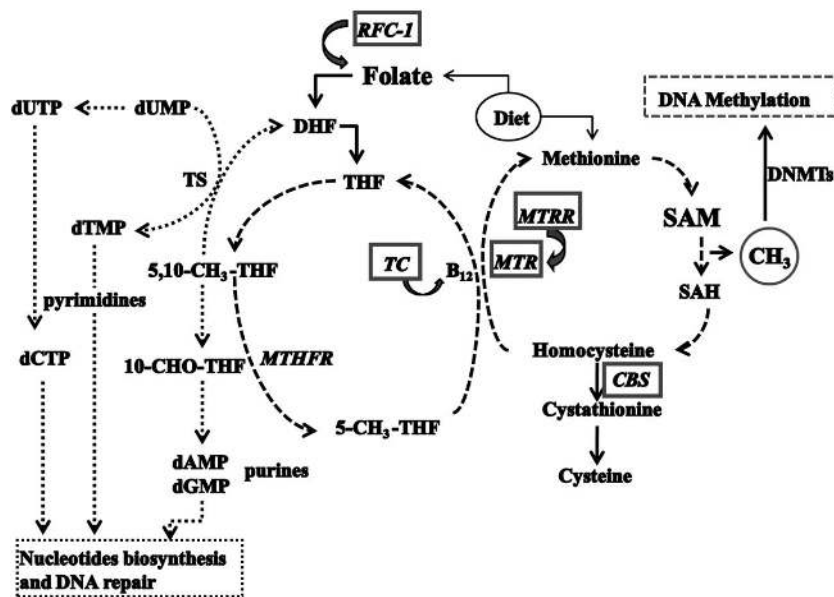 RFC-1
Folate
Diet
DNA Methylation
dUTP
dUMP
DHF
Methionine
DNMTs
TS
THF
SAM
MTRR
dTMP
5,10-CH₃-THF
TC
B₁₂
MTR
CH₃
SAH
pyrimidines
dCTP
10-CHO-THF
MTHFR
Homocysteine
CBS
Cystathionine
5-CH₃-THF
dAMP
dGMP
purines
Cysteine
Nucleotides biosynthesis
and DNA repair